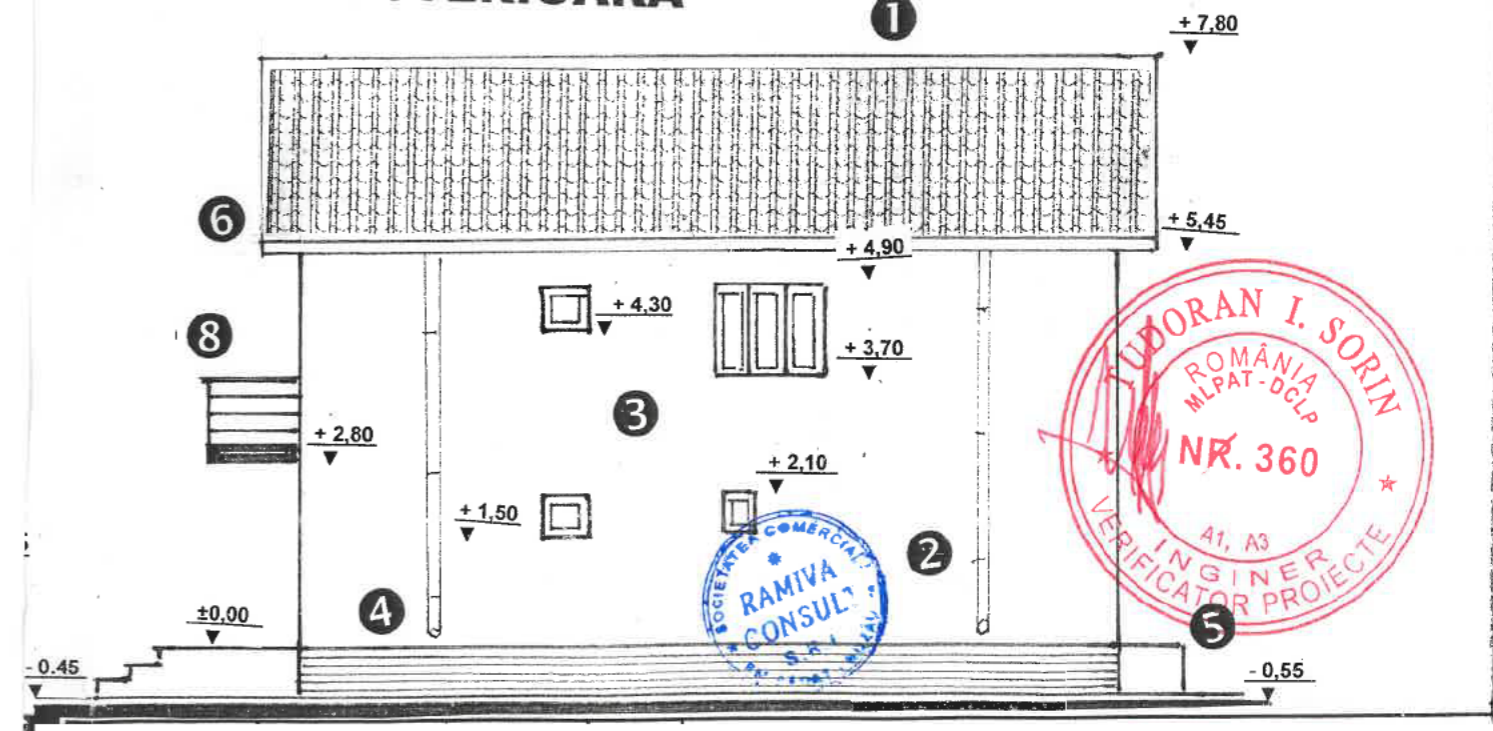 1
+ 7,80
6
+ 5,45
+ 4,90
+ 4,30
8
+ 3,70
3
+ 2,80
+ 2,10
+ 1,50
2
4
±0,00
5
- 0.45
- 0,55
TUDORAN I. SORIN
ROMÂNIA
MLPAT - DCLP
NR. 360
A1, A3
INGINER
VERIFICATOR PROIECTE
SOCIETATEA
RAMIVA
CONSULT